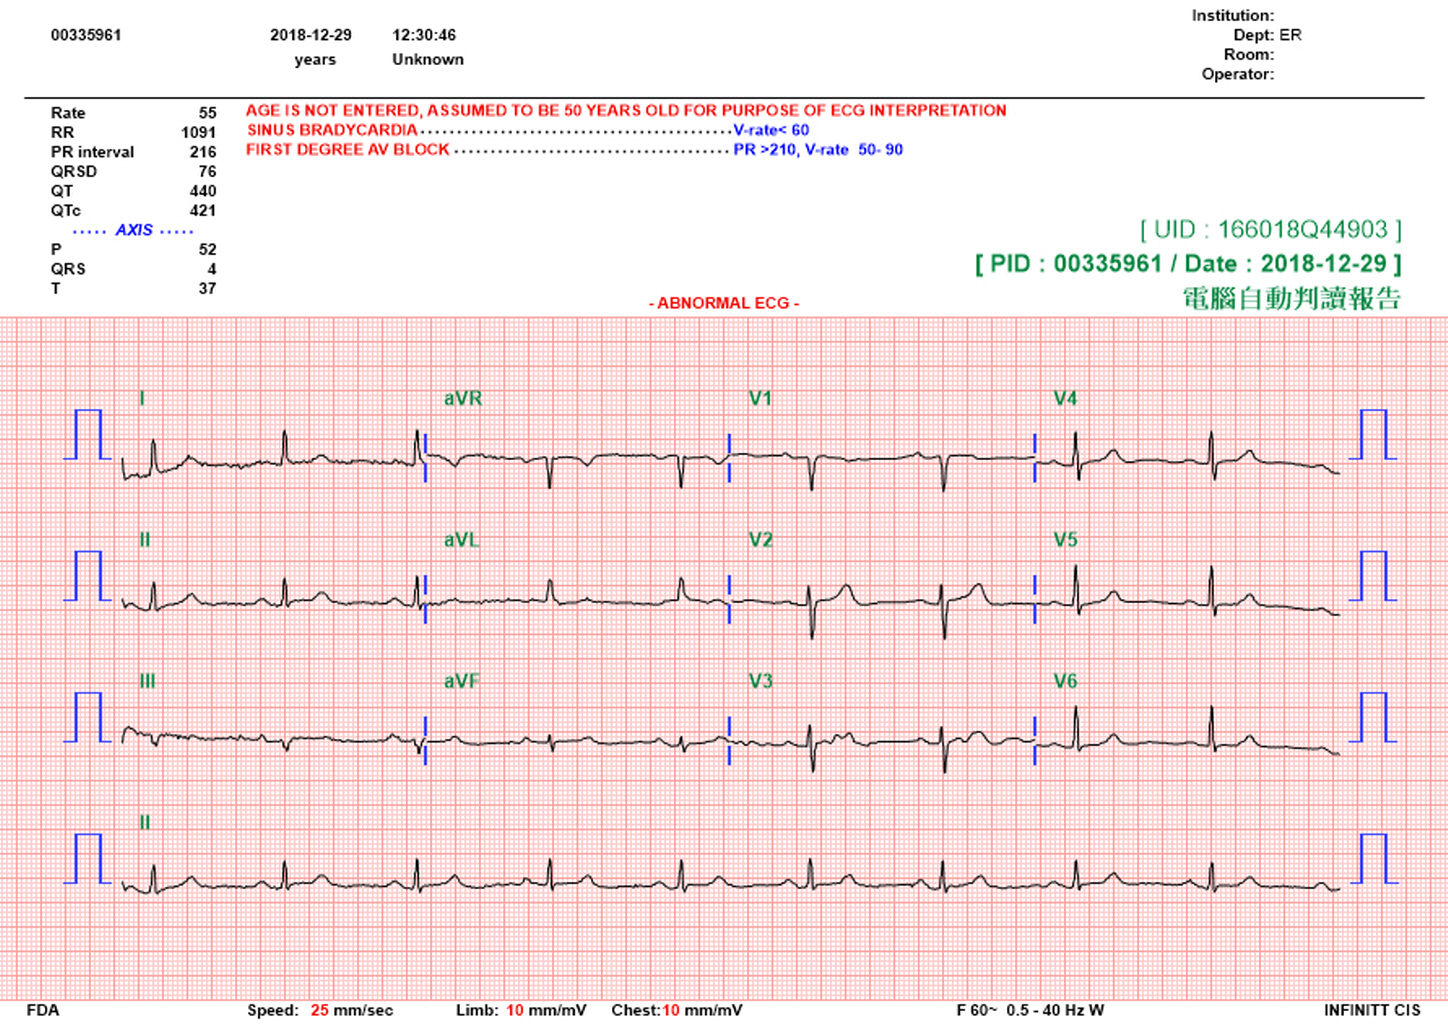 Institution:
00335961 2018-12-29 12:30:46 Dept: ER
years Unknown Room:
Operator:
Rate 55 AGE IS NOT ENTERED, ASSUMED TO BE 50 YEARS OLD FOR PURPOSE OF ECG INTERPRETATION
RR 1091 SINUS BRADYCARDIA V-rate< 60
PR interval 216 FIRST DEGREE AV BLOCK PR >210, V-rate 50- 90
QRSD 76
QT 440
QTc 421
..... AXIS .....
P 52
QRS 4
T 37
[ UID : 166018Q44903 ]
[ PID : 00335961 / Date : 2018-12-29 ]
電腦自動判讀報告
- ABNORMAL ECG -
I aVR V1 V4
II aVL V2 V5
III aVF V3 V6
II
FDA Speed: 25 mm/sec Limb: 10 mm/mV Chest:10 mm/mV F 60~ 0.5 - 40 Hz W INFINITT CIS